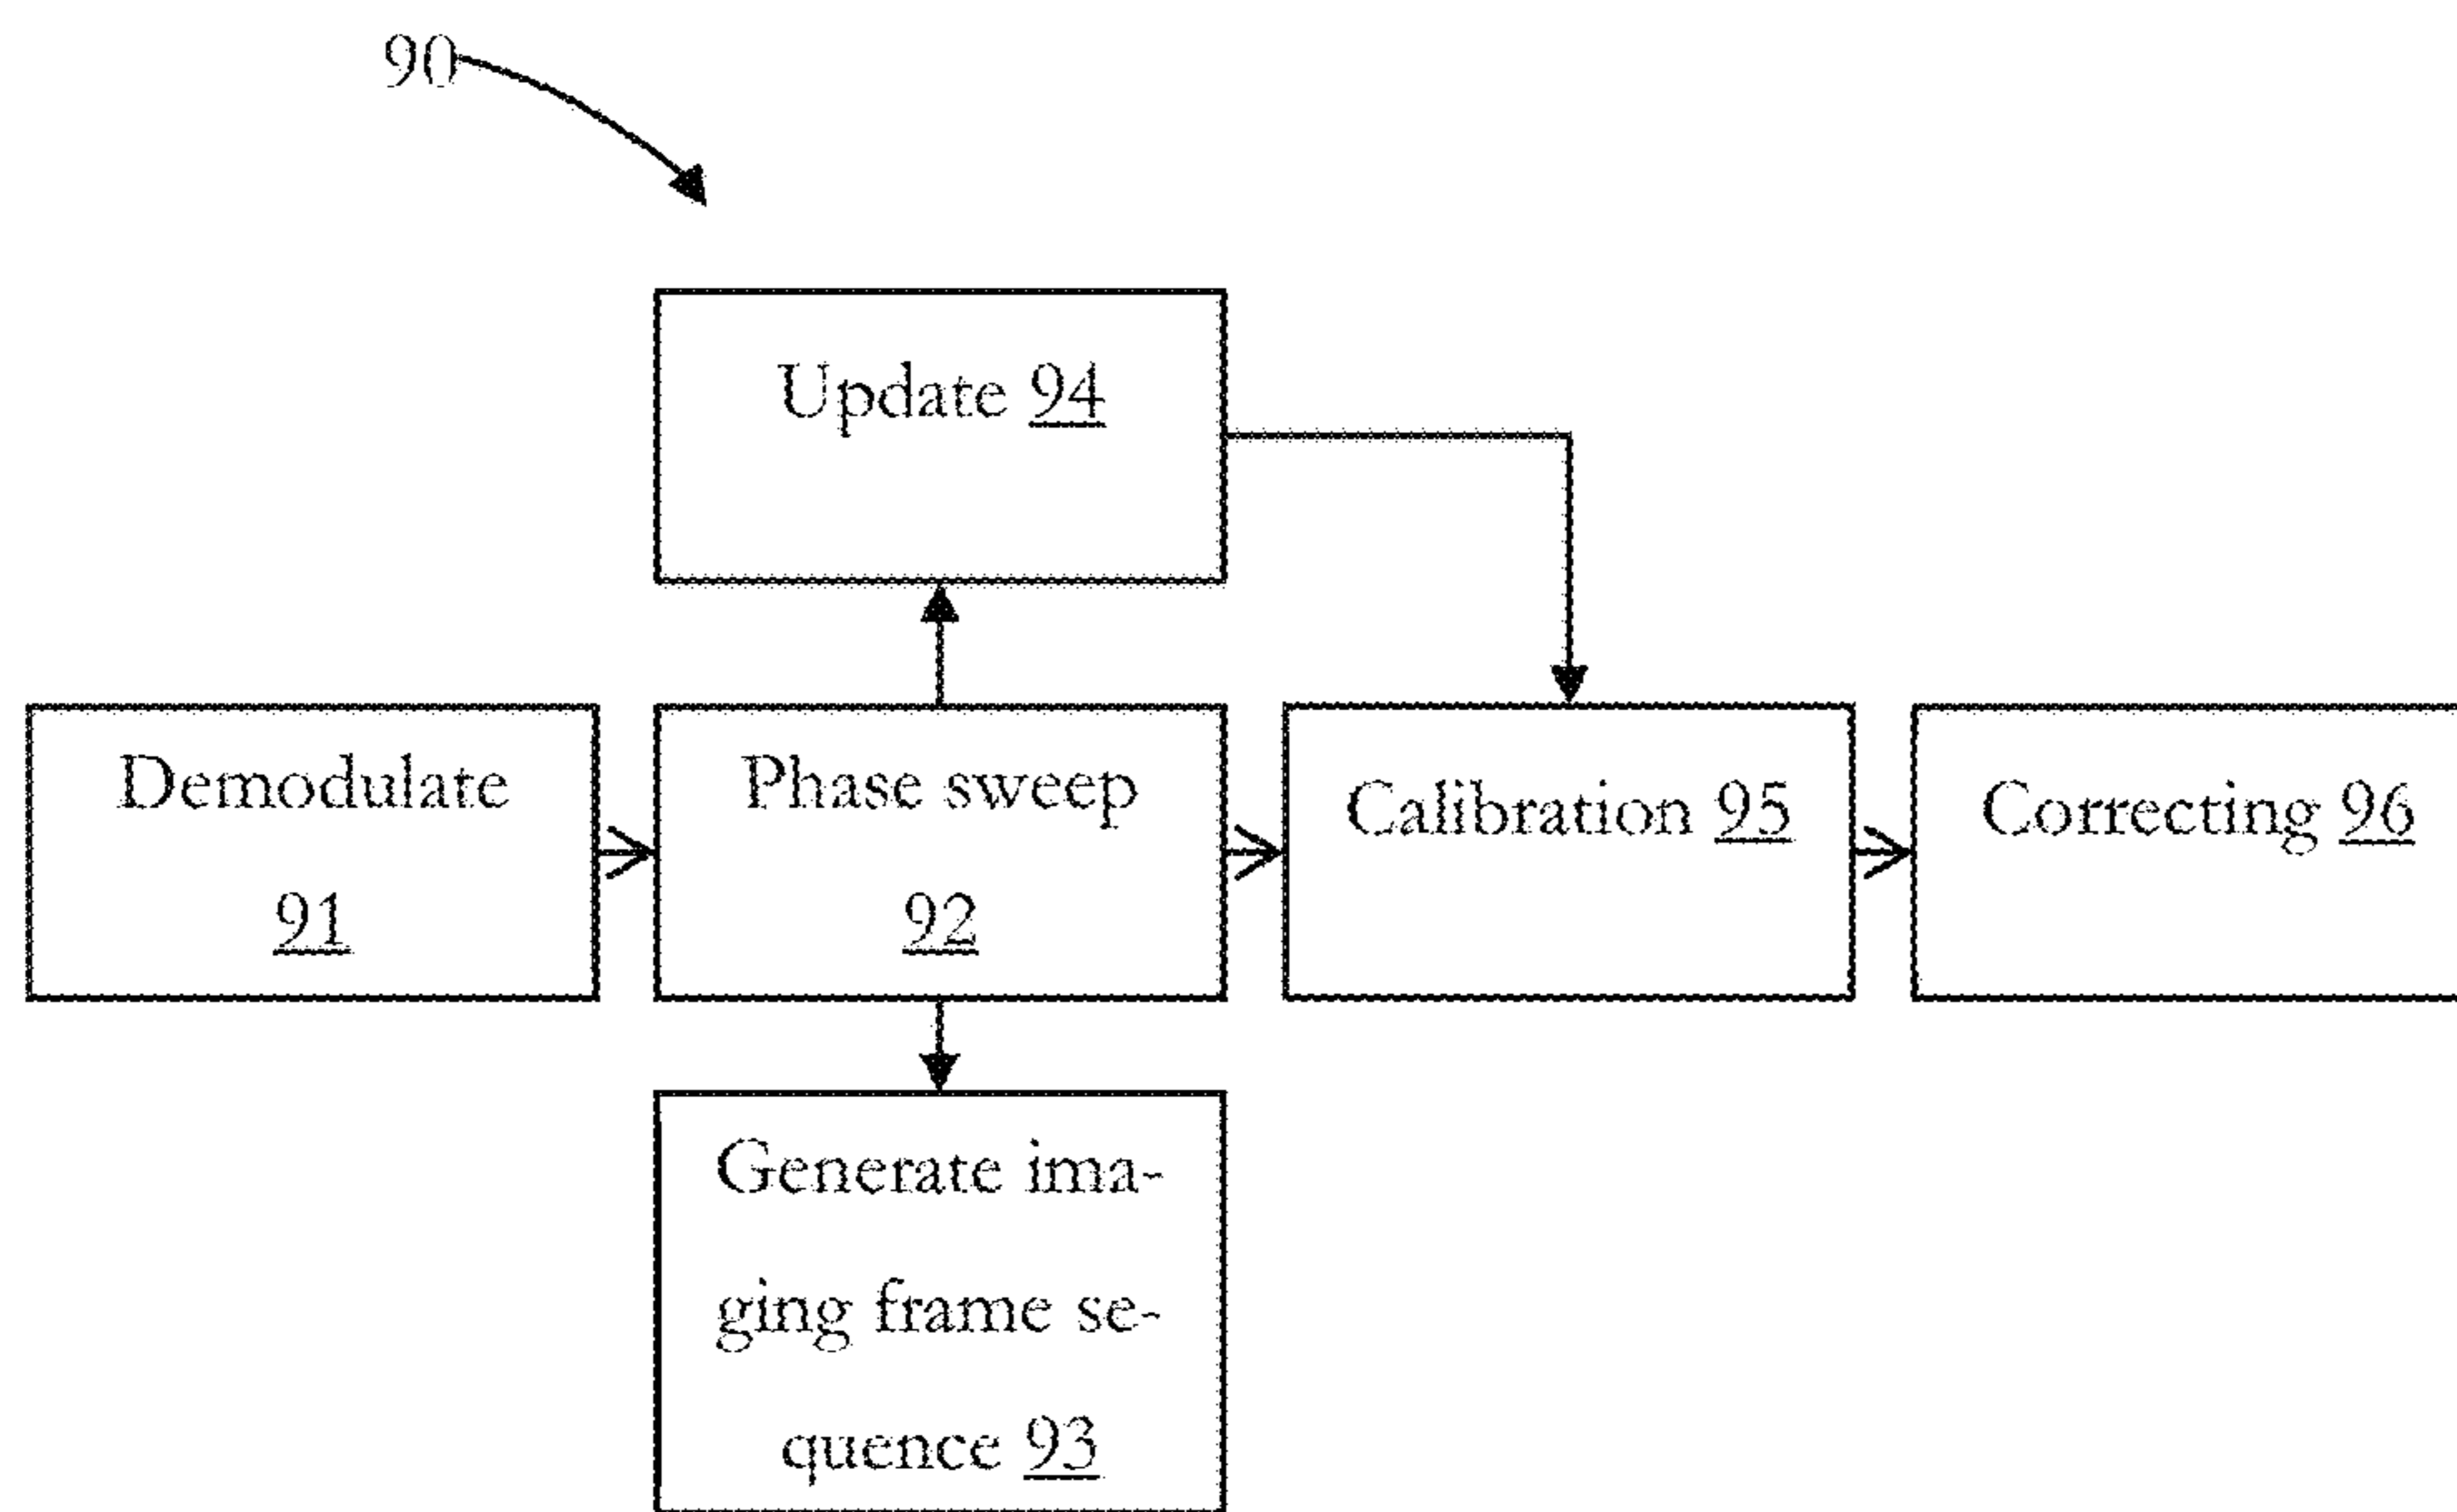 90
Update 94
Demodulate
91
Phase sweep
92
Calibration 95
Correcting 96
Generate ima-
ging frame se-
quence 93